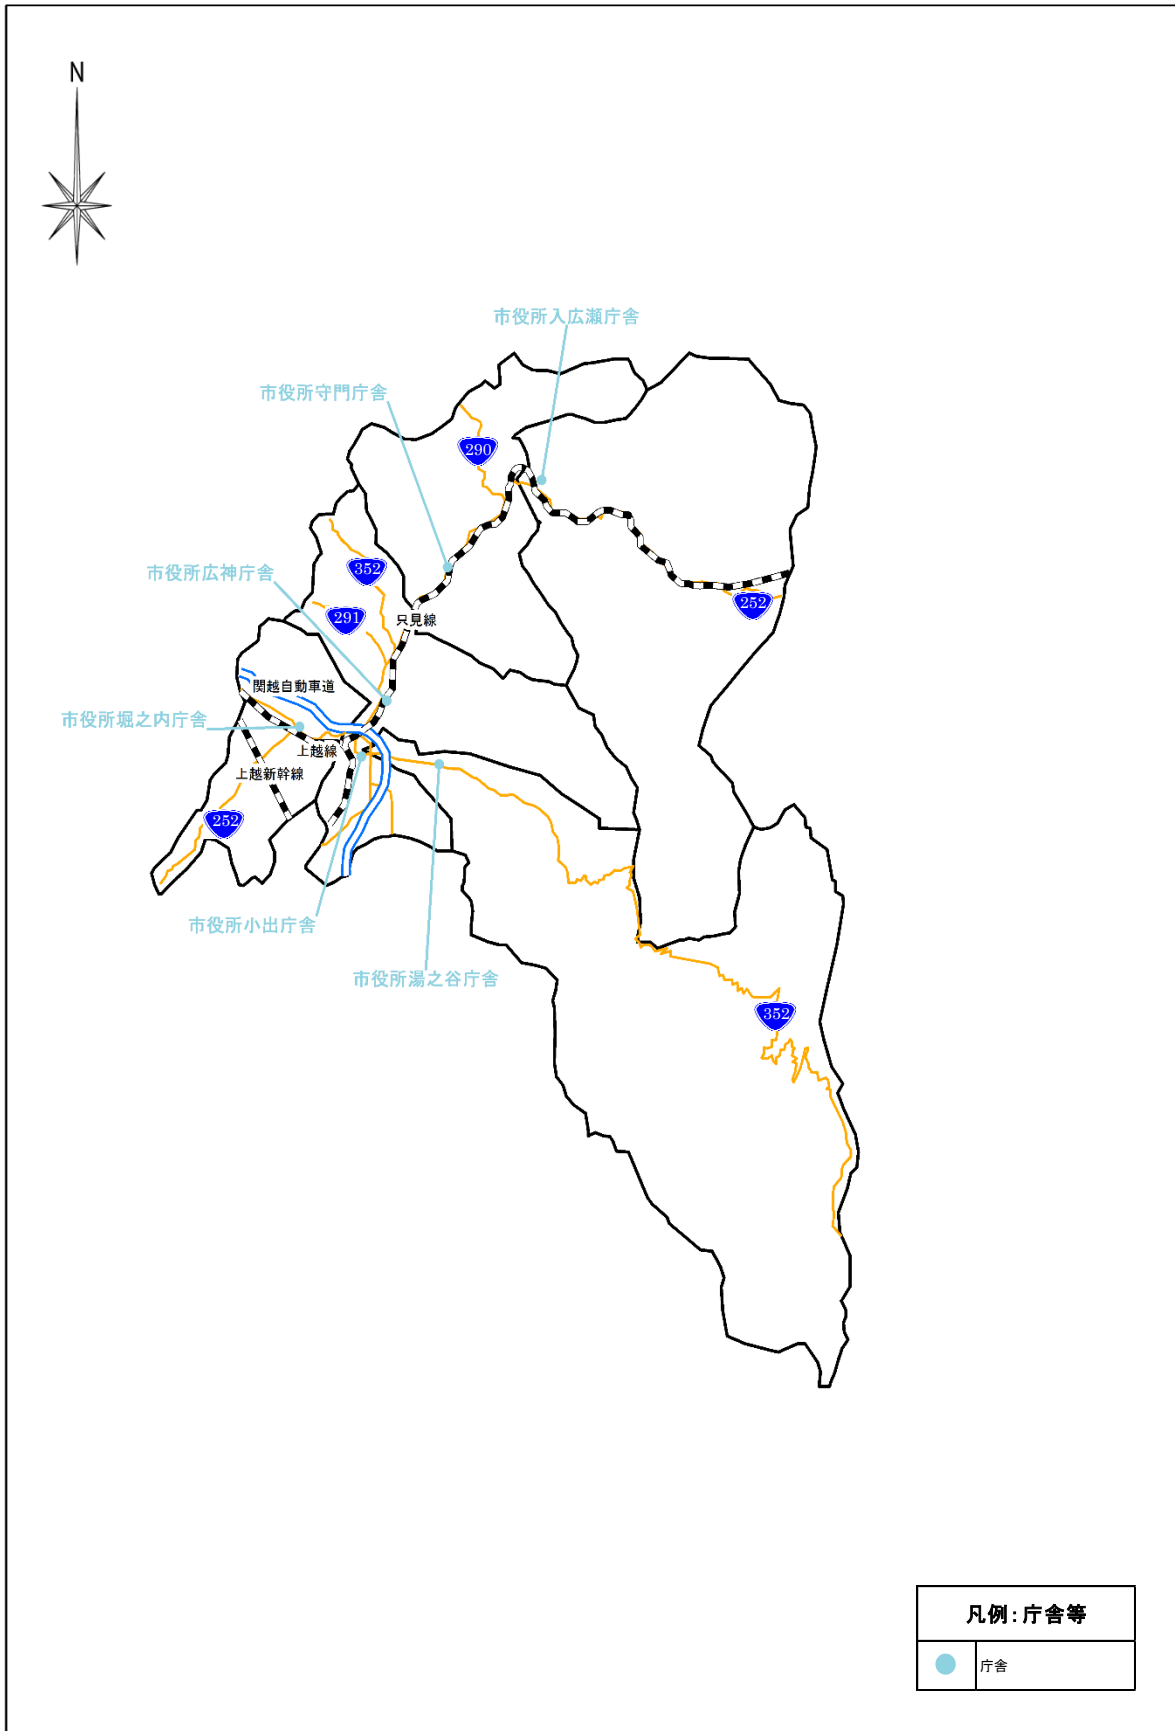 N
市役所入広瀬庁舎
市役所守門庁舎
290
市役所広神庁舎
352
252
291
只見線
関越自動車道
市役所堀之内庁舎
上越線
上越新幹線
252
市役所小出庁舎
市役所湯之谷庁舎
352
凡例：庁舎等
庁舎